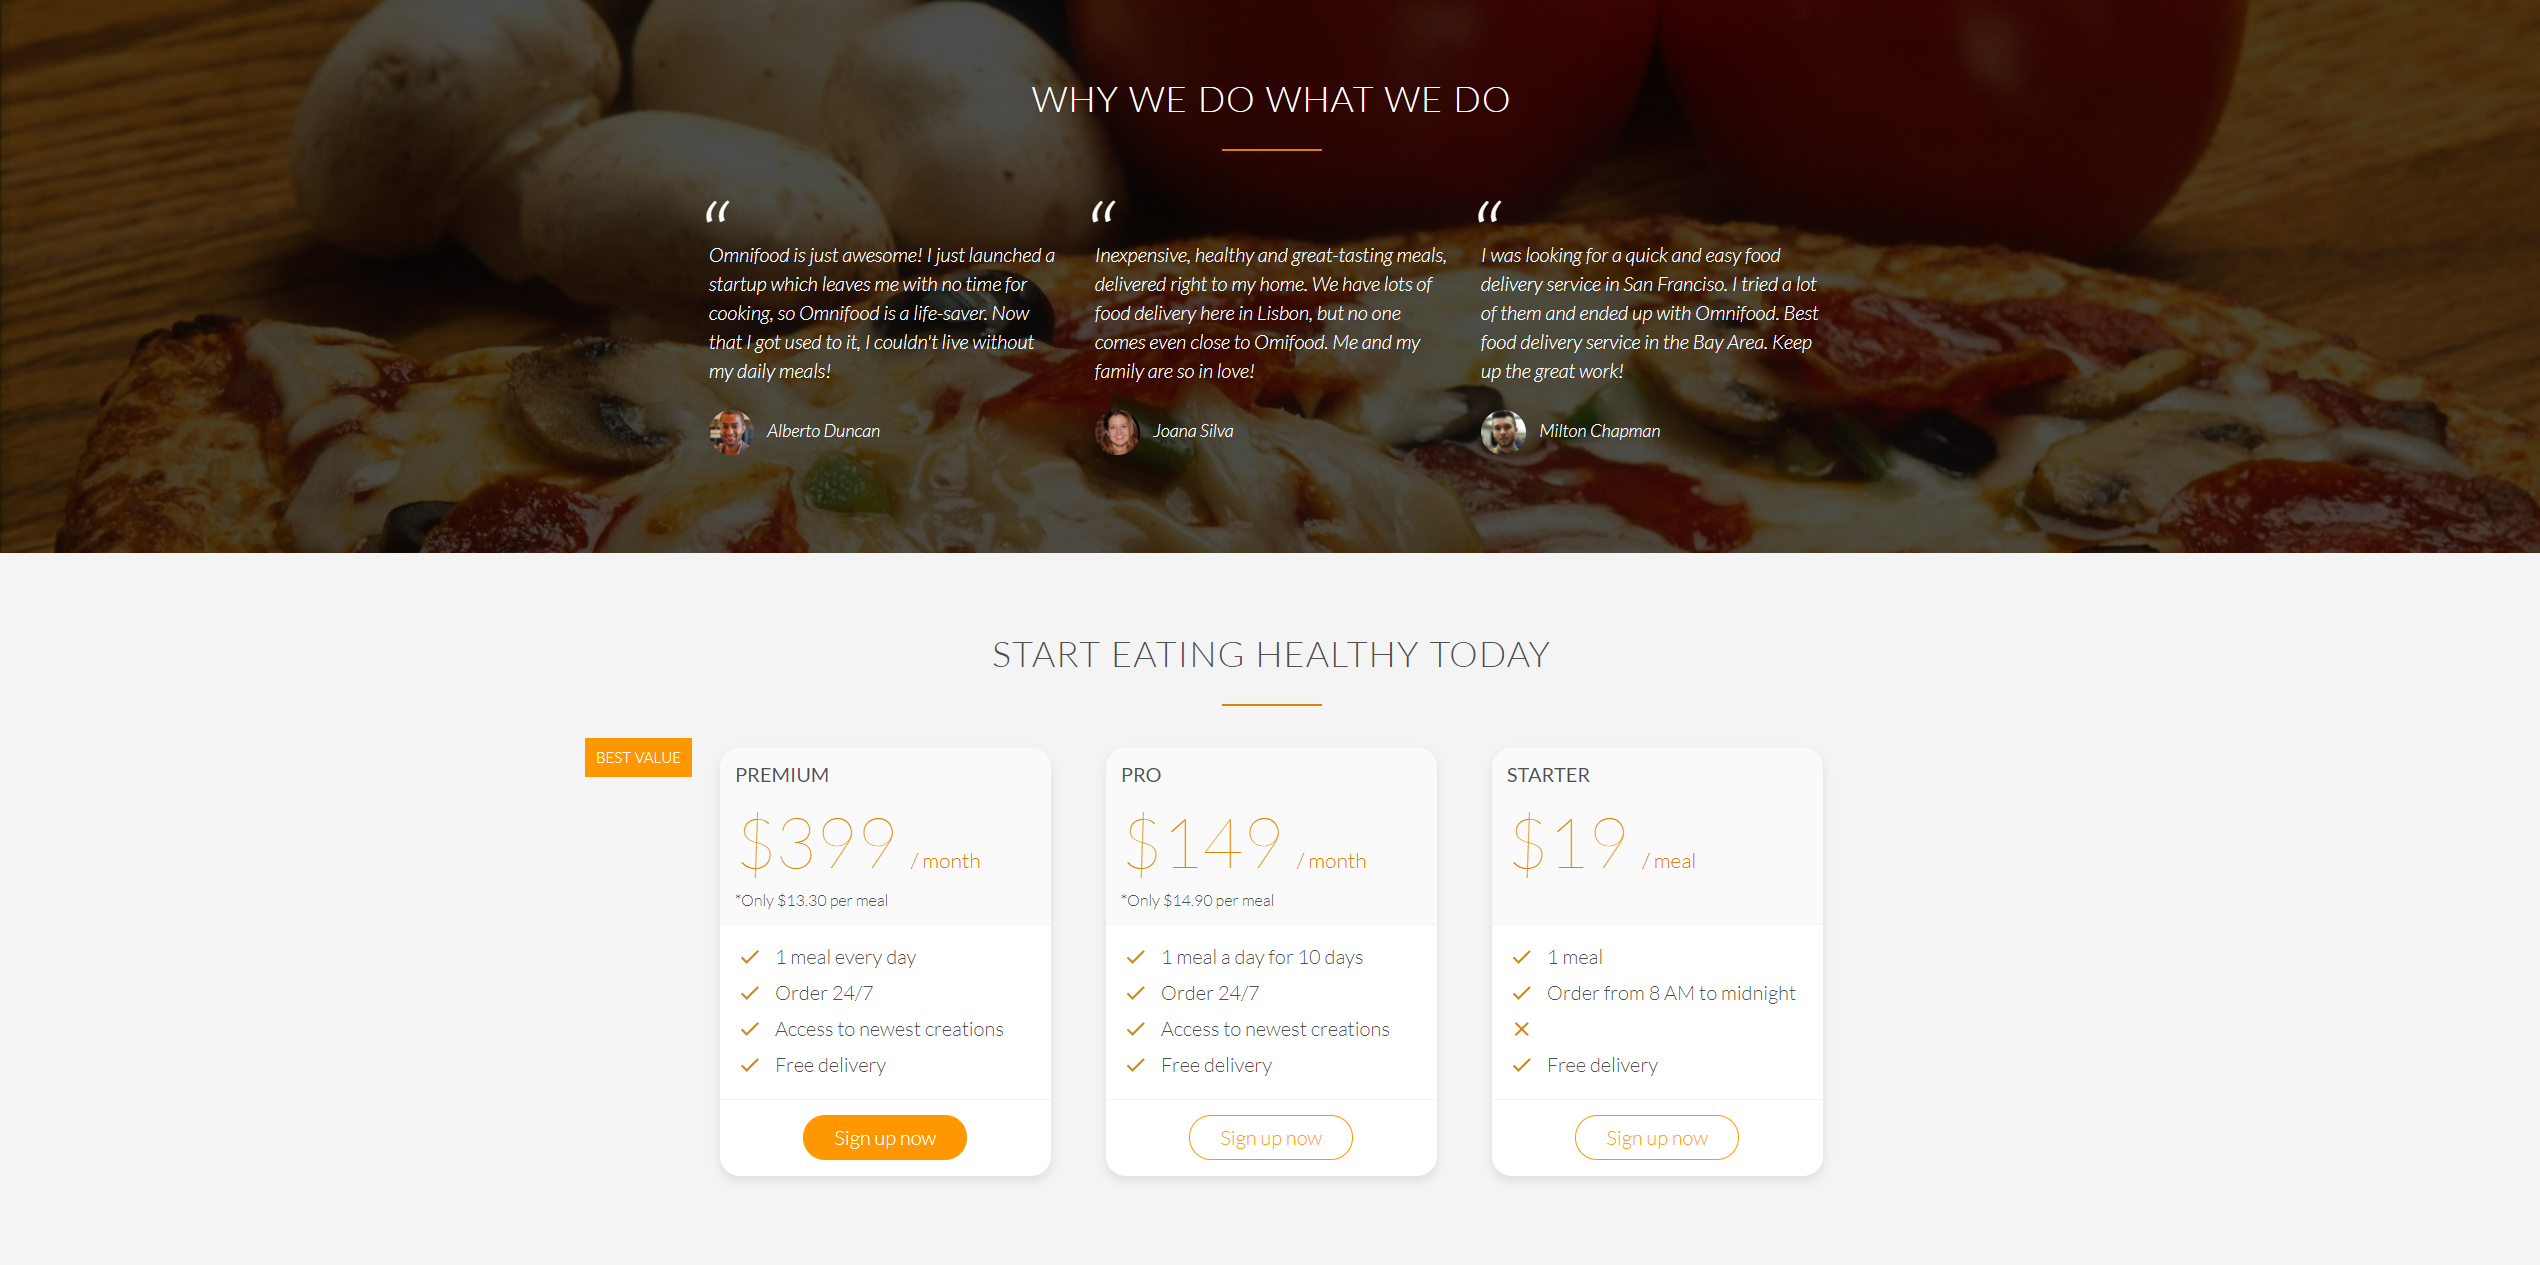 WHY WE DO WHAT WE DO
“
Omnifood is just awesome! I just launched a
startup which leaves me with no time for
cooking, so Omnifood is a life-saver. Now
that I got used to it, I couldn't live without
my daily meals!
Alberto Duncan
“
Inexpensive, healthy and great-tasting meals,
delivered right to my home. We have lots of
food delivery here in Lisbon, but no one
comes even close to Omifood. Me and my
family are so in love!
Joana Silva
“
I was looking for a quick and easy food
delivery service in San Franciso. I tried a lot
of them and ended up with Omnifood. Best
food delivery service in the Bay Area. Keep
up the great work!
Milton Chapman
START EATING HEALTHY TODAY
BEST VALUE
PREMIUM
$399 / month
*Only $13.30 per meal
1 meal every day
Order 24/7
Access to newest creations
Free delivery
Sign up now
PRO
$149 / month
*Only $14.90 per meal
1 meal a day for 10 days
Order 24/7
Access to newest creations
Free delivery
Sign up now
STARTER
$19 / meal
1 meal
Order from 8 AM to midnight
Free delivery
Sign up now